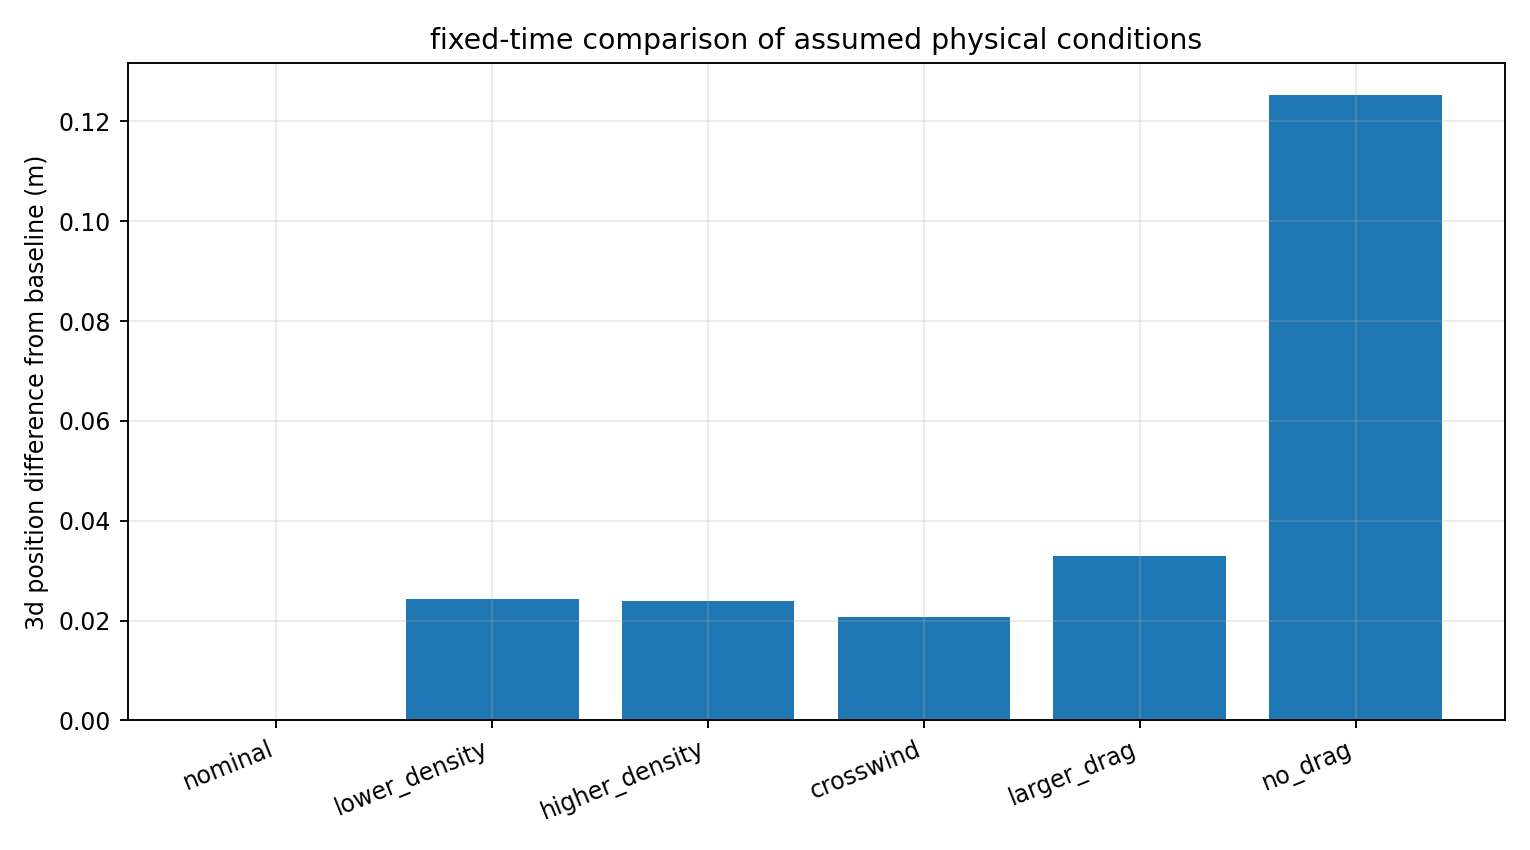 fixed-time comparison of assumed physical conditions
3d position difference from baseline (m)
0.12
0.10
0.08
0.06
0.04
0.02
0.00
nominal
lower_density
higher_density
crosswind
larger_drag
no_drag